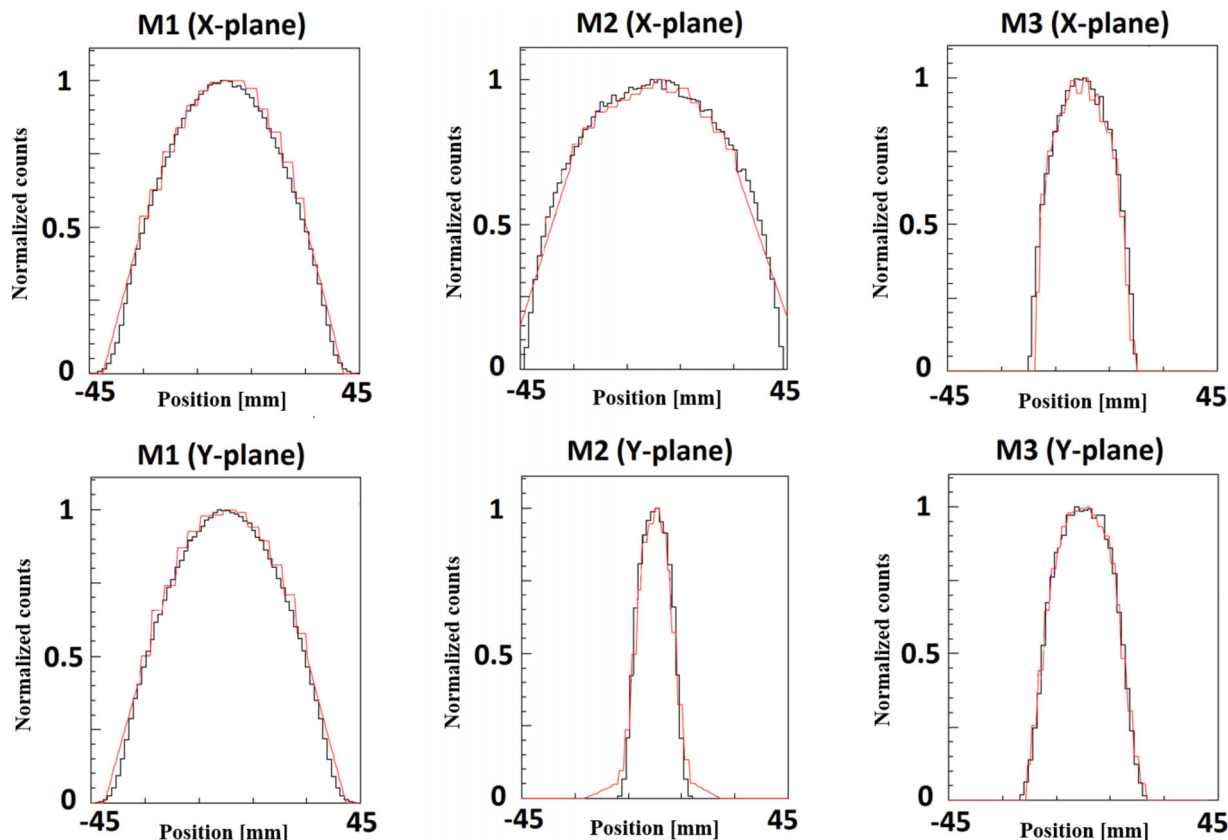 M1 (X-plane)
Normalized counts
1
0.5
0
-45
Position [mm]
45
M2 (X-plane)
Normalized counts
1
0.5
0
-45
Position [mm]
45
M3 (X-plane)
Normalized counts
1
0.5
0
-45
Position [mm]
45
M1 (Y-plane)
Normalized counts
1
0.5
0
-45
Position [mm]
45
M2 (Y-plane)
Normalized counts
1
0.5
0
-45
Position [mm]
45
M3 (Y-plane)
Normalized counts
1
0.5
0
-45
Position [mm]
45